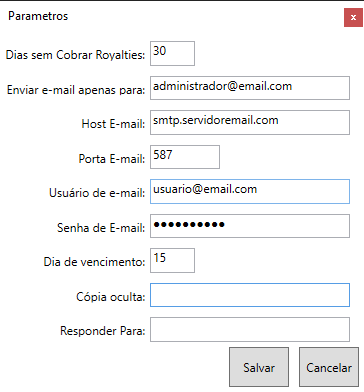 Parametros
x
Dias sem Cobrar Royalties: 30
Enviar e-mail apenas para: administrador@email.com
Host E-mail: smtp.servidoremail.com
Porta E-mail: 587
Usuário de e-mail: usuario@email.com
Senha de E-mail: ●●●●●●●●●●
Dia de vencimento: 15
Cópia oculta:
Responder Para:
Salvar Cancelar